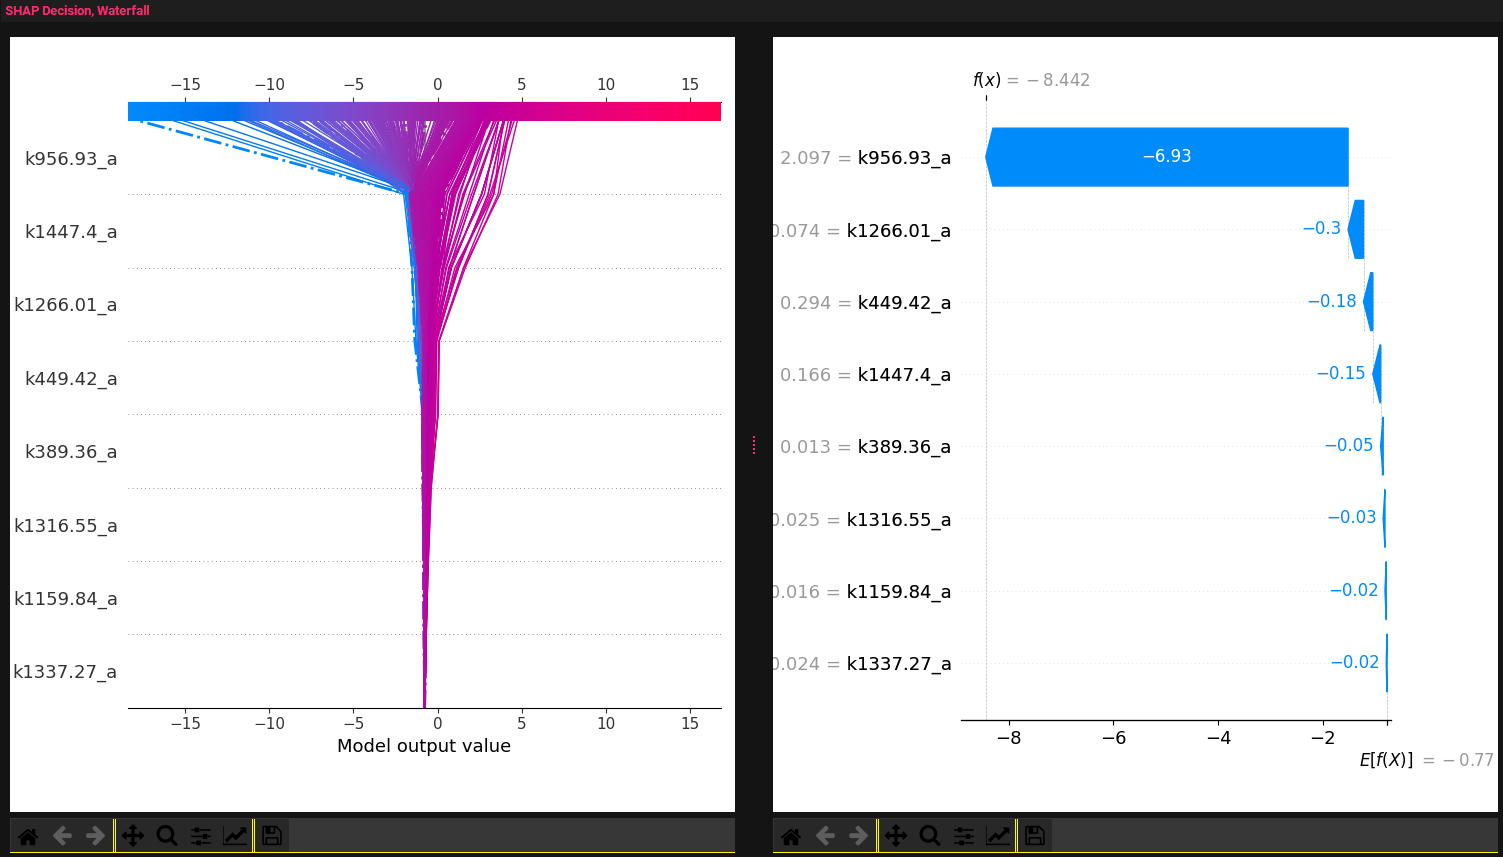 SHAP Decision, Waterfall
−15 −10 −5 0 5 10 15
k956.93_a
k1447.4_a
k1266.01_a
k449.42_a
k389.36_a
k1316.55_a
k1159.84_a
k1337.27_a
−15 −10 −5 0 5 10 15
Model output value
f(x) = −8.442
2.097 = k956.93_a −6.93
0.074 = k1266.01_a −0.3
0.294 = k449.42_a −0.18
0.166 = k1447.4_a −0.15
0.013 = k389.36_a −0.05
0.025 = k1316.55_a −0.03
0.016 = k1159.84_a −0.02
0.024 = k1337.27_a −0.02
−8 −6 −4 −2
E[f(X)] = −0.77